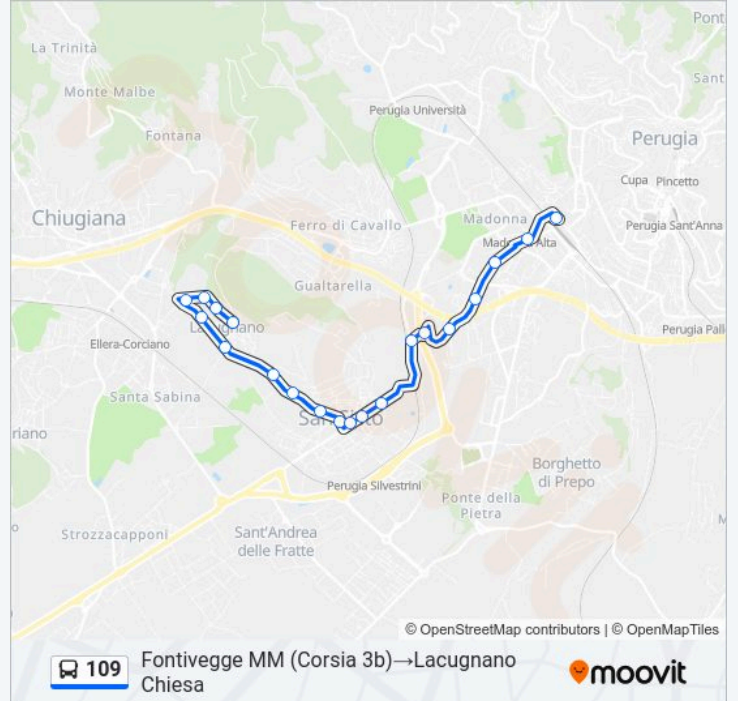 Pont
La Trinità
Sant
Monte Malbe
Perugia Università
Fontana
Perugia
Cupa
Pincetto
Chiugiana
Madonna
Ferro di Cavallo
Perugia Sant'Anna
Alta
Gualtarella
Perugia Pall
Ellera-Corciano
Santa Sabina
riano
San Sisto
Borghetto
di Prepo
Perugia Silvestrini
Ponte della
Pietra
Strozzacapponi
Sant'Andrea
delle Fratte
© OpenStreetMap contributors | © OpenMapTiles
109
Fontivegge MM (Corsia 3b)→Lacugnano
Chiesa
moovit